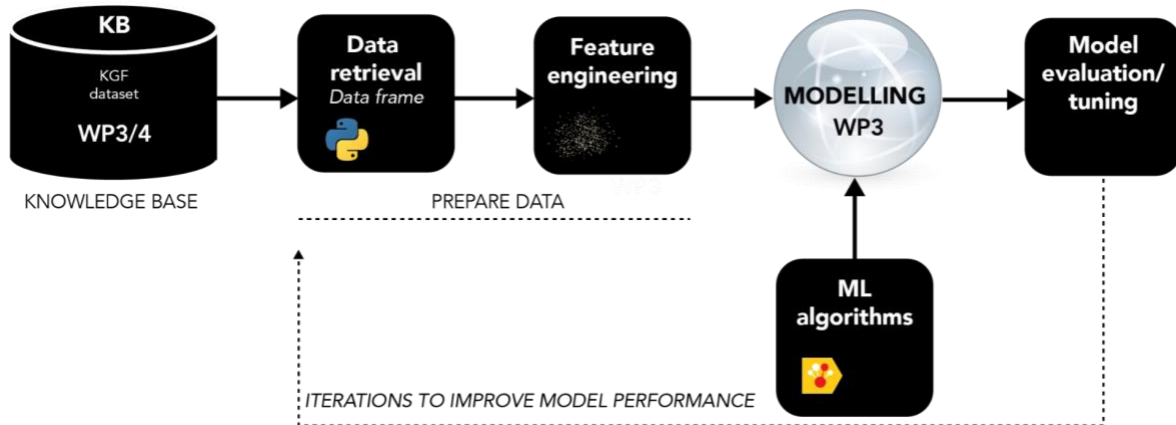 KB
KGF
dataset
WP3/4
KNOWLEDGE BASE
Data
retrieval
Data frame
Feature
engineering
PREPARE DATA
MODELLING
WP3
Model
evaluation/
tuning
ML
algorithms
ITERATIONS TO IMPROVE MODEL PERFORMANCE